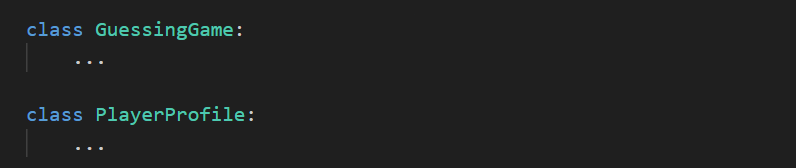 class GuessingGame:
    ...
class PlayerProfile:
    ...